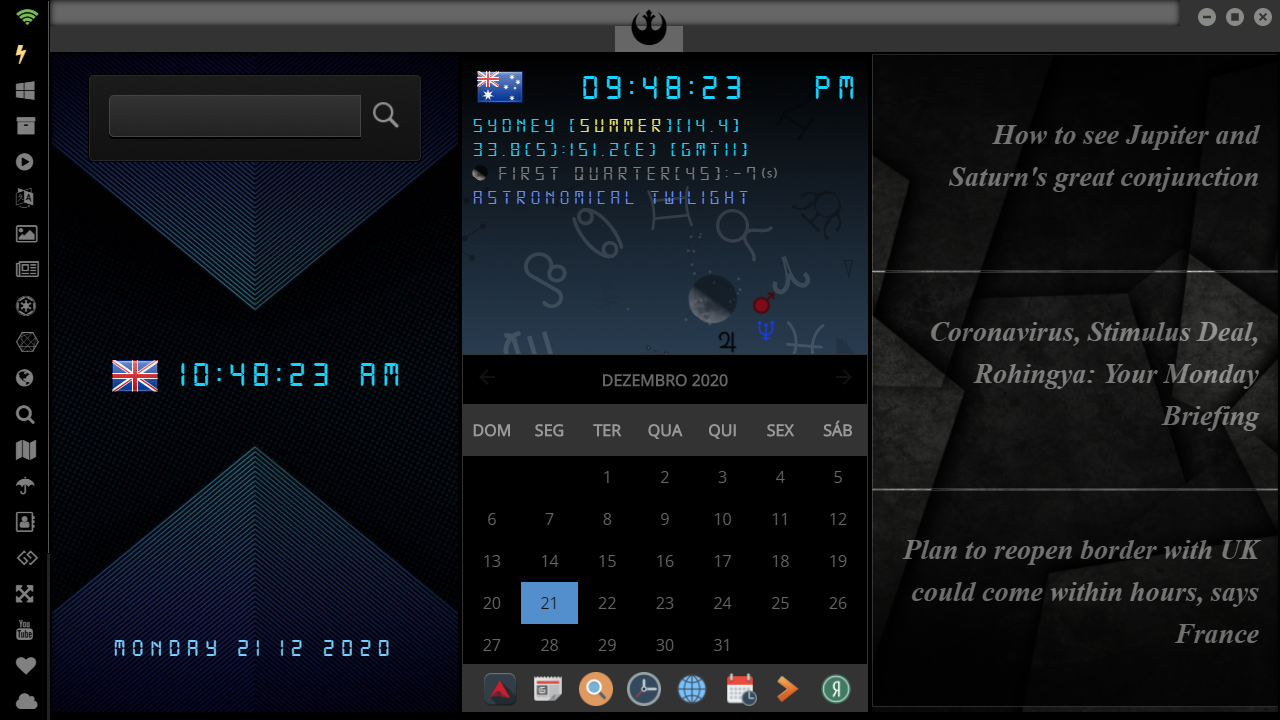 10:48:23 AM
MONDAY 21 12 2020
09:48:23 PM
SYDNEY [SUMMER][14.4]
33.8(S):151.2(E) [GMT11]
FIRST QUARTER[45]:-7(s)
ASTRONOMICAL TWILIGHT
DEZEMBRO 2020
DOM SEG TER QUA QUI SEX SÁB
1 2 3 4 5
6 7 8 9 10 11 12
13 14 15 16 17 18 19
20 21 22 23 24 25 26
27 28 29 30 31
How to see Jupiter and
Saturn's great conjunction
Coronavirus, Stimulus Deal,
Rohingya: Your Monday
Briefing
Plan to reopen border with UK
could come within hours, says
France
You
Tube
Я